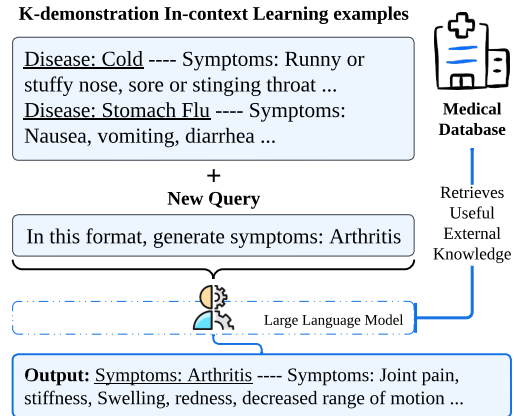 K-demonstration In-context Learning examples
Disease: Cold ---- Symptoms: Runny or
stuffy nose, sore or stinging throat ...
Disease: Stomach Flu ---- Symptoms:
Nausea, vomiting, diarrhea ...
+
New Query
In this format, generate symptoms: Arthritis
Medical
Database
Retrieves
Useful
External
Knowledge
Large Language Model
Output: Symptoms: Arthritis ---- Symptoms: Joint pain,
stiffness, Swelling, redness, decreased range of motion ...